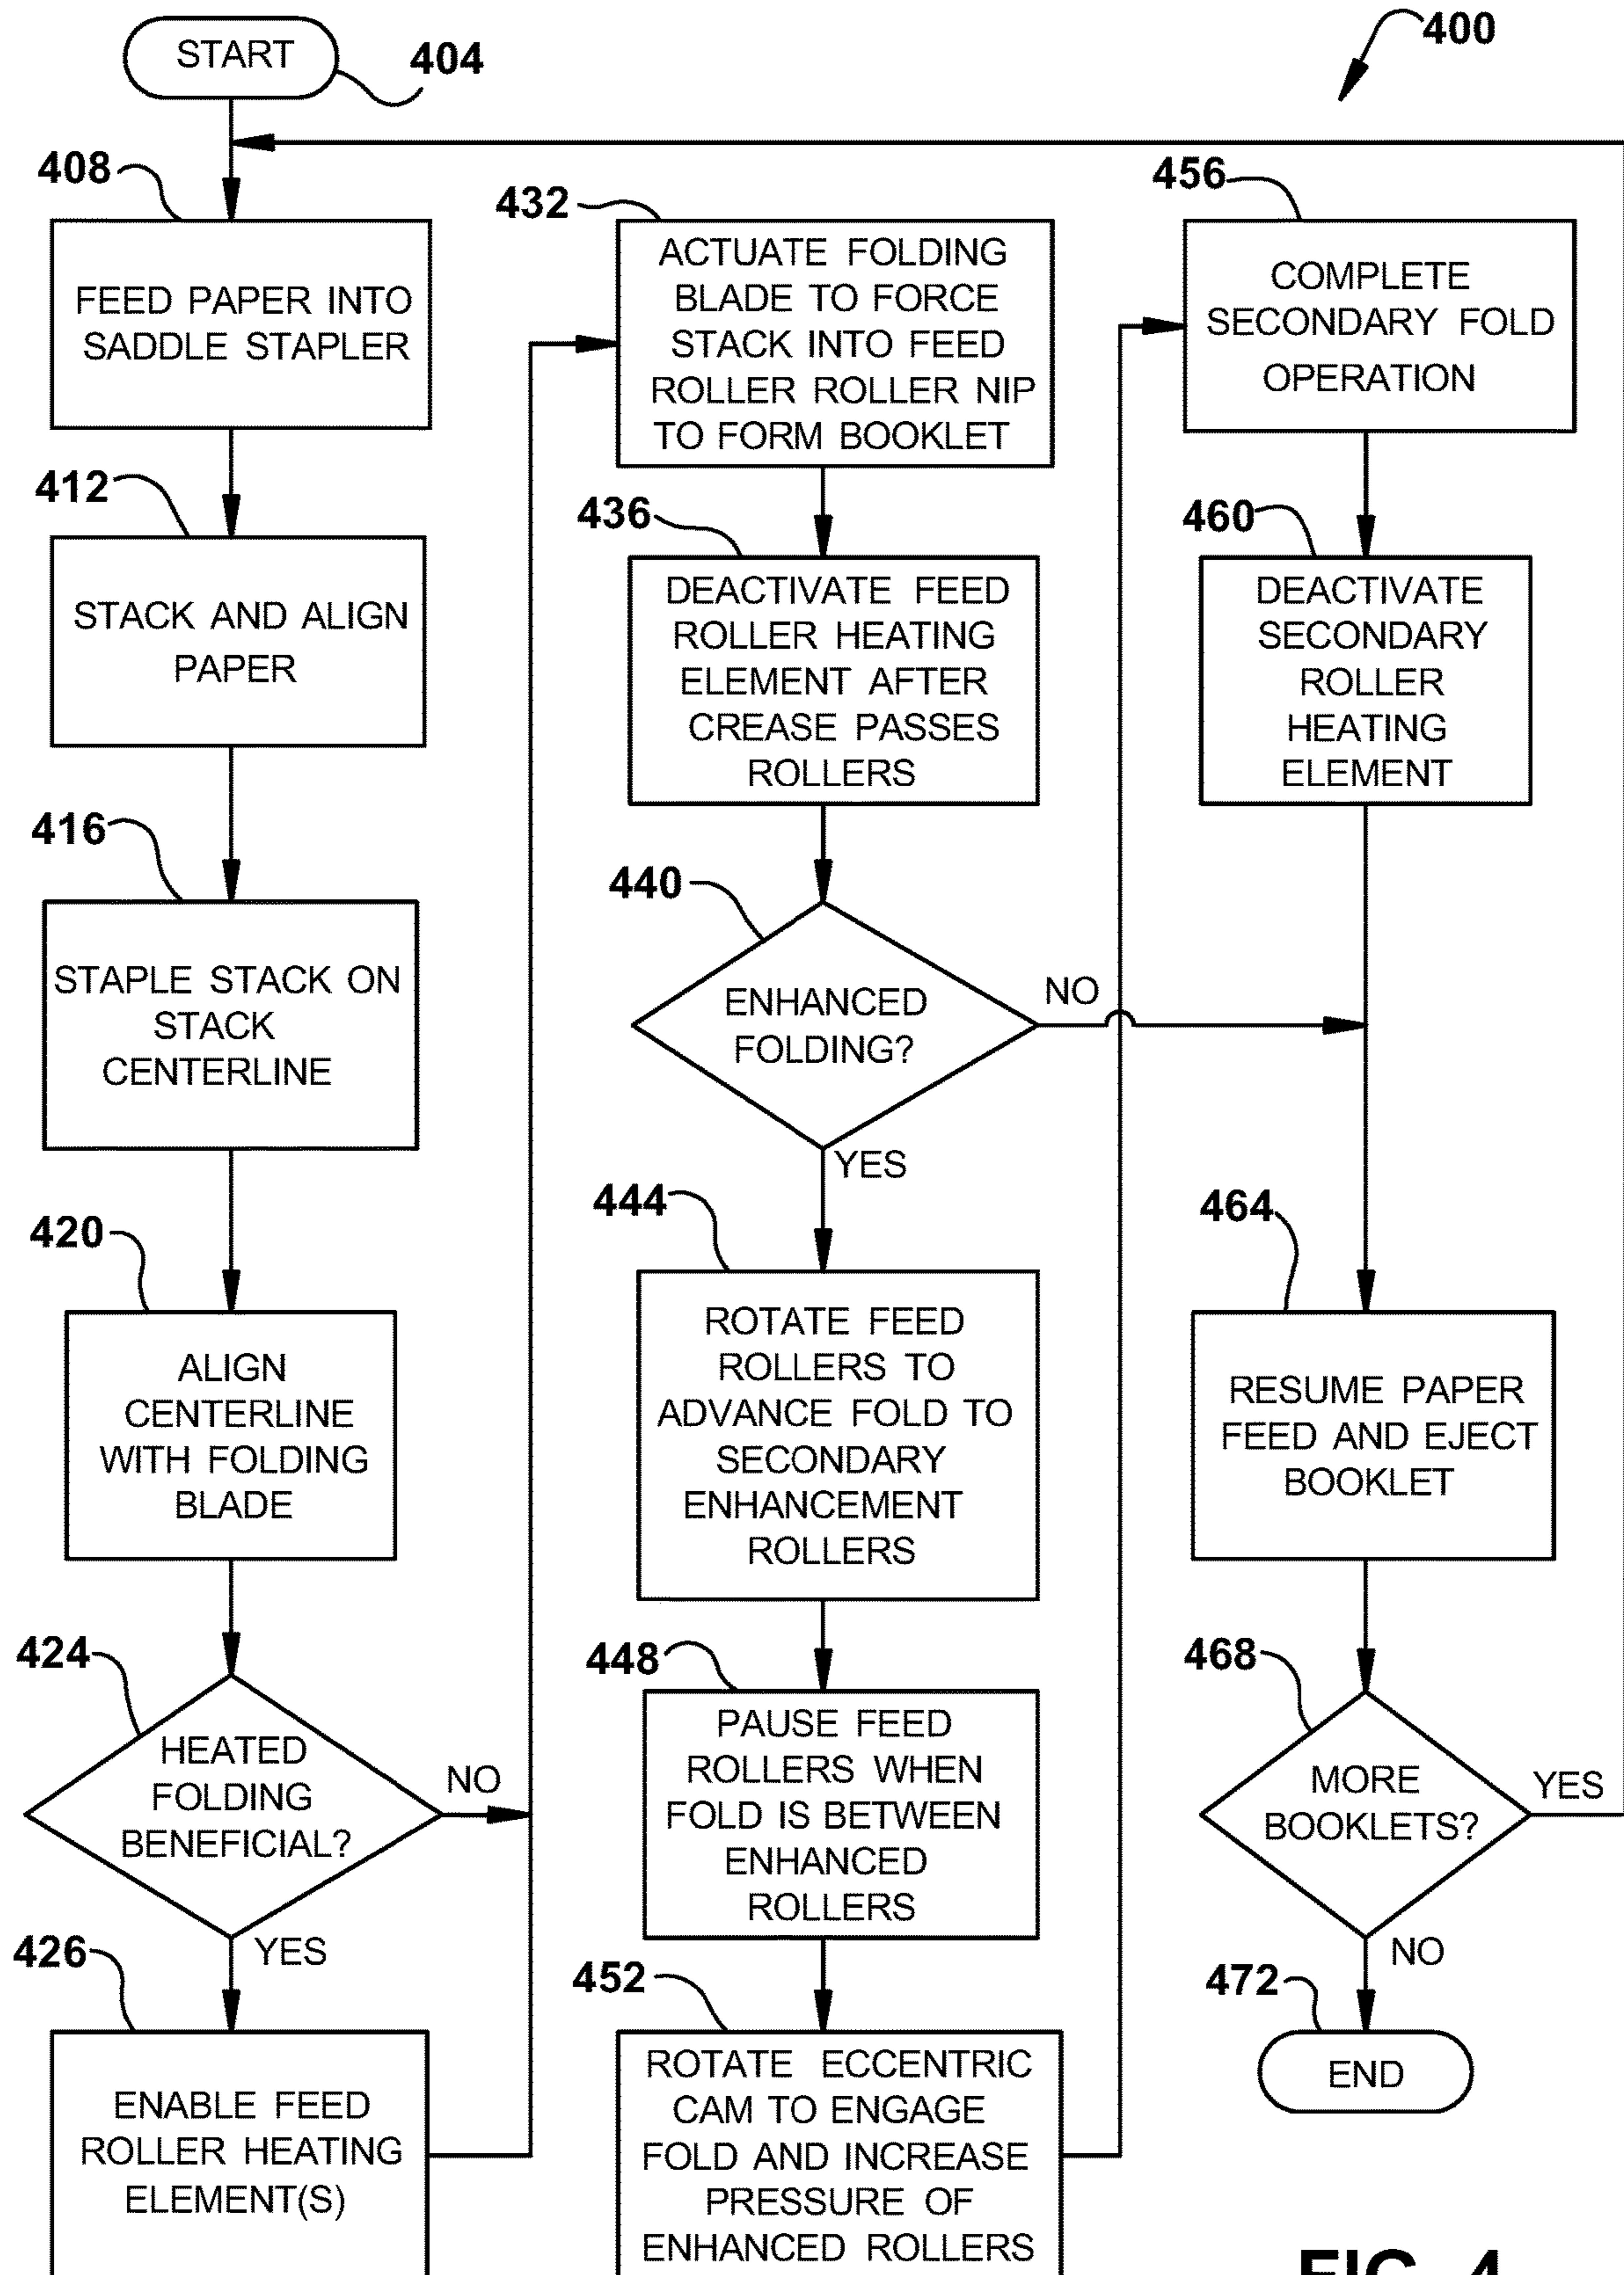 400
START
404
408
FEED PAPER INTO
SADDLE STAPLER
412
STACK AND ALIGN
PAPER
416
STAPLE STACK ON
STACK
CENTERLINE
420
ALIGN
CENTERLINE
WITH FOLDING
BLADE
424
HEATED
FOLDING
BENEFICIAL?
NO
YES
426
ENABLE FEED
ROLLER HEATING
ELEMENT(S)
432
ACTUATE FOLDING
BLADE TO FORCE
STACK INTO FEED
ROLLER ROLLER NIP
TO FORM BOOKLET
436
DEACTIVATE FEED
ROLLER HEATING
ELEMENT AFTER
CREASE PASSES
ROLLERS
440
ENHANCED
FOLDING?
NO
YES
444
ROTATE FEED
ROLLERS TO
ADVANCE FOLD TO
SECONDARY
ENHANCEMENT
ROLLERS
448
PAUSE FEED
ROLLERS WHEN
FOLD IS BETWEEN
ENHANCED
ROLLERS
452
ROTATE ECCENTRIC
CAM TO ENGAGE
FOLD AND INCREASE
PRESSURE OF
ENHANCED ROLLERS
456
COMPLETE
SECONDARY FOLD
OPERATION
460
DEACTIVATE
SECONDARY
ROLLER
HEATING
ELEMENT
464
RESUME PAPER
FEED AND EJECT
BOOKLET
468
MORE
BOOKLETS?
YES
NO
472
END
FIG. 4